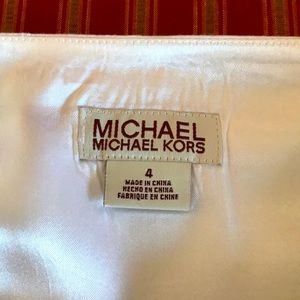 MICHAEL
MICHAEL KORS
4
MADE IN CHINA
HECHO EN CHINA
FABRIQUE EN CHINE